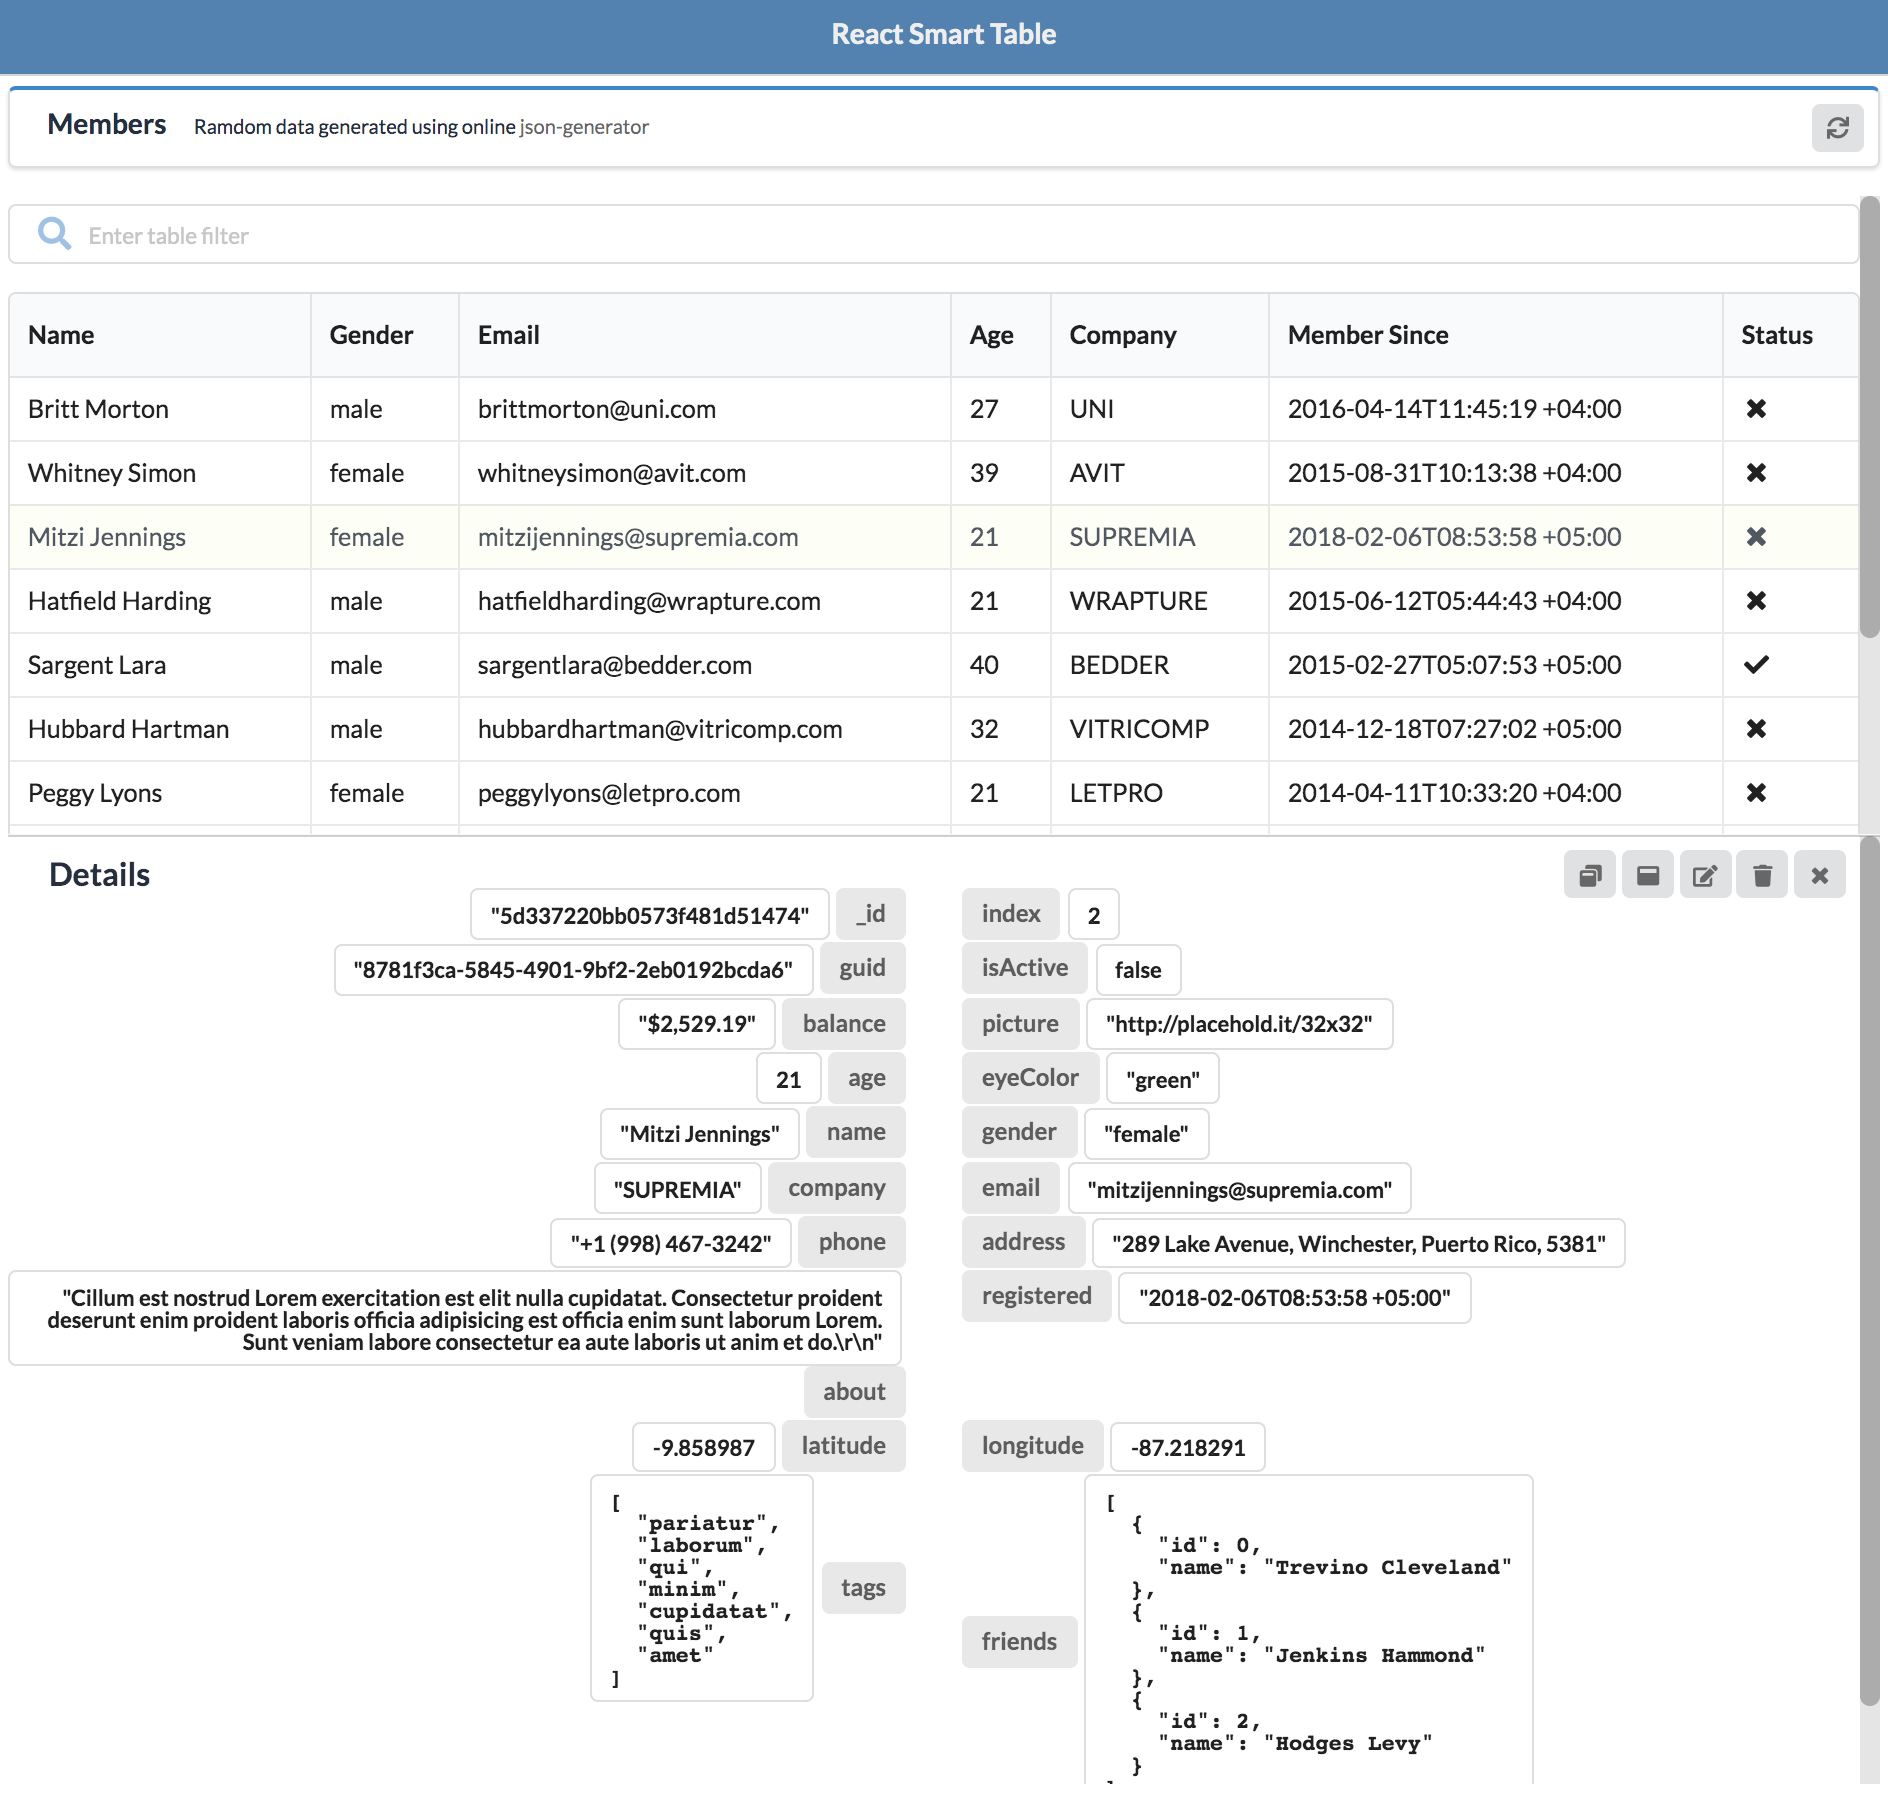 React Smart Table
Members Ramdom data generated using online json-generator
Enter table filter
Name Gender Email Age Company Member Since Status
Britt Morton male brittmorton@uni.com 27 UNI 2016-04-14T11:45:19 +04:00
Whitney Simon female whitneysimon@avit.com 39 AVIT 2015-08-31T10:13:38 +04:00
Mitzi Jennings female mitzijennings@supremia.com 21 SUPREMIA 2018-02-06T08:53:58 +05:00
Hatfield Harding male hatfieldharding@wrapture.com 21 WRAPTURE 2015-06-12T05:44:43 +04:00
Sargent Lara male sargentlara@bedder.com 40 BEDDER 2015-02-27T05:07:53 +05:00
Hubbard Hartman male hubbardhartman@vitricomp.com 32 VITRICOMP 2014-12-18T07:27:02 +05:00
Peggy Lyons female peggylyons@letpro.com 21 LETPRO 2014-04-11T10:33:20 +04:00
Details
"5d337220bb0573f481d51474" _id index 2
"8781f3ca-5845-4901-9bf2-2eb0192bcda6" guid isActive false
"$2,529.19" balance picture "http://placehold.it/32x32"
21 age eyeColor "green"
"Mitzi Jennings" name gender "female"
"SUPREMIA" company email "mitzijennings@supremia.com"
"+1 (998) 467-3242" phone address "289 Lake Avenue, Winchester, Puerto Rico, 5381"
"Cillum est nostrud Lorem exercitation est elit nulla cupidatat. Consectetur proident
deserunt enim proident laboris officia adipisicing est officia enim sunt laborum Lorem.
Sunt veniam labore consectetur ea aute laboris ut anim et do.\r\n"
registered "2018-02-06T08:53:58 +05:00"
about
-9.858987 latitude longitude -87.218291
[
"pariatur",
"laborum",
"qui",
"minim",
"cupidatat",
"quis",
"amet"
]
tags
friends
[
{
"id": 0,
"name": "Trevino Cleveland"
},
{
"id": 1,
"name": "Jenkins Hammond"
},
{
"id": 2,
"name": "Hodges Levy"
}